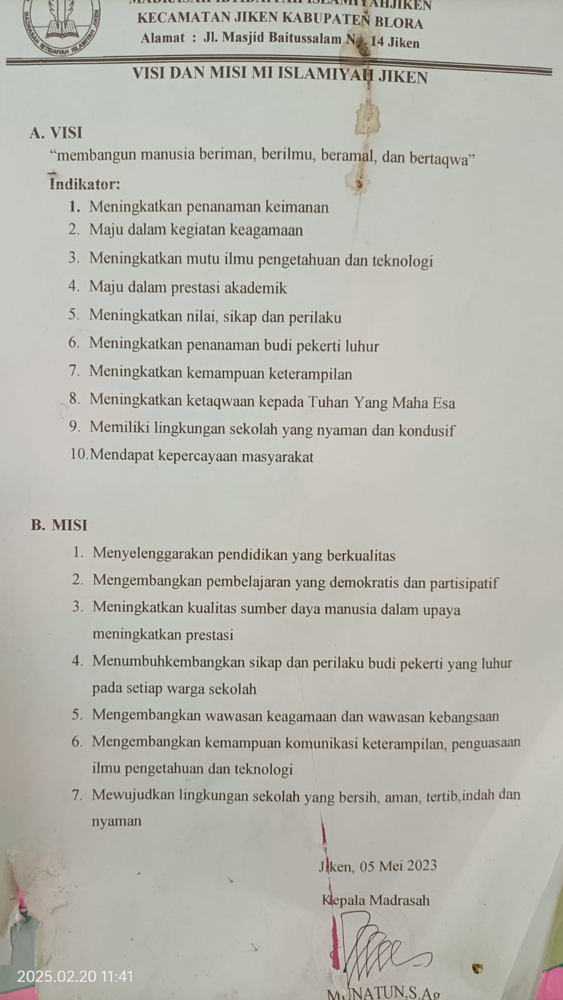 MADRASAH IBTIDAIYAH ISLAMIYAH JIKEN
KECAMATAN JIKEN KABUPATEN BLORA
Alamat : Jl. Masjid Baitussalam 14 Jiken
MADRASAH IBTIDAIYAH ISLAMIYAH JIKEN
VISI DAN MISI MI ISLAMIYAH JIKEN
A. VISI
“membangun manusia beriman, berilmu, beramal, dan bertaqwa”
Indikator:
1. Meningkatkan penanaman keimanan
2. Maju dalam kegiatan keagamaan
3. Meningkatkan mutu ilmu pengetahuan dan teknologi
4. Maju dalam prestasi akademik
5. Meningkatkan nilai, sikap dan perilaku
6. Meningkatkan penanaman budi pekerti luhur
7. Meningkatkan kemampuan keterampilan
8. Meningkatkan ketaqwaan kepada Tuhan Yang Maha Esa
9. Memiliki lingkungan sekolah yang nyaman dan kondusif
10.Mendapat kepercayaan masyarakat
B. MISI
1. Menyelenggarakan pendidikan yang berkualitas
2. Mengembangkan pembelajaran yang demokratis dan partisipatif
3. Meningkatkan kualitas sumber daya manusia dalam upaya
meningkatkan prestasi
4. Menumbuhkembangkan sikap dan perilaku budi pekerti yang luhur
pada setiap warga sekolah
5. Mengembangkan wawasan keagamaan dan wawasan kebangsaan
6. Mengembangkan kemampuan komunikasi keterampilan, penguasaan
ilmu pengetahuan dan teknologi
7. Mewujudkan lingkungan sekolah yang bersih, aman, tertib,indah dan
nyaman
Jiken, 05 Mei 2023
Kepala Madrasah
S.Ag
2025.02.20 11:41